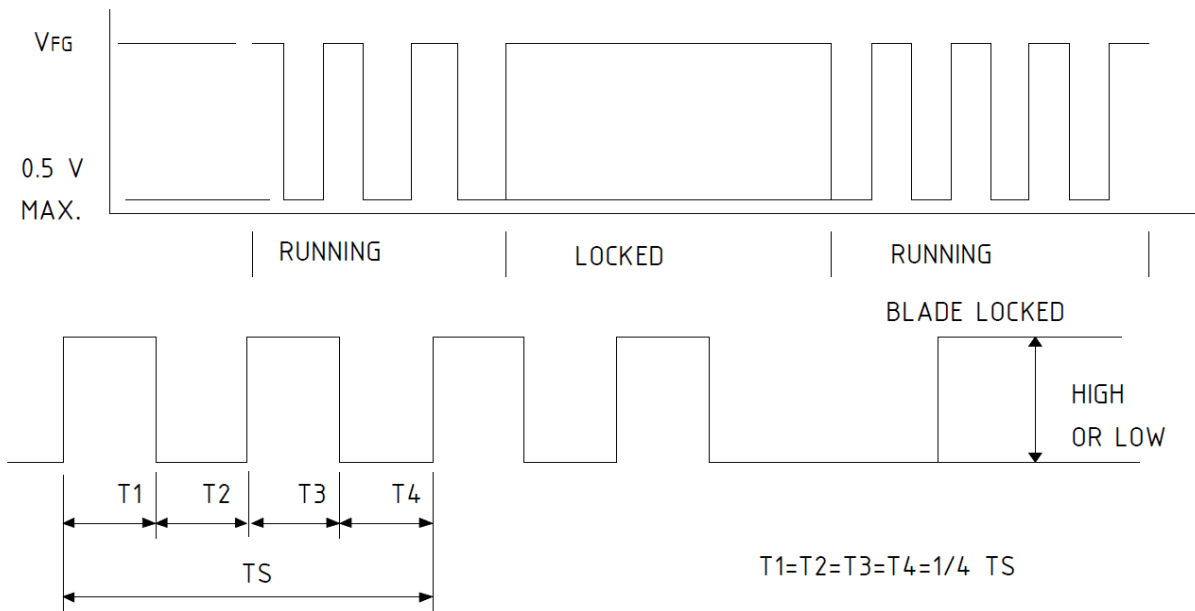 VFG
0.5 V
MAX.
RUNNING
LOCKED
RUNNING
BLADE LOCKED
HIGH
OR LOW
T1 T2 T3 T4
TS
T1=T2=T3=T4=1/4 TS